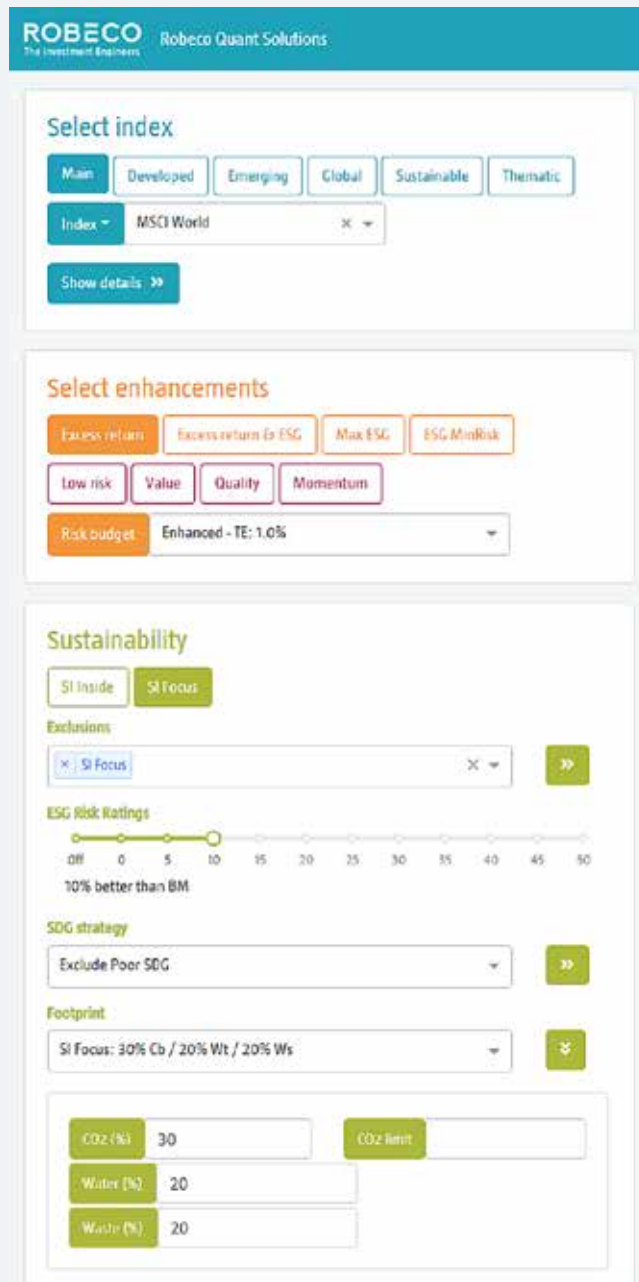 ROBECO
The Investment Engineers
Robeco Quant Solutions
Select index
Main Developed Emerging Global Sustainable Thematic
Index MSCI World
Show details »
Select enhancements
Excess return Excess return & ESG Max ESG ESG MinRisk
Low risk Value Quality Momentum
Risk budget Enhanced - TE: 1.0%
Sustainability
SI Inside SI Focus
Exclusions
× SI Focus ×
ESG Risk Ratings
Off 0 5 10 15 20 25 30 35 40 45 50
10% better than BM
SDG strategy
Exclude Poor SDG
Footprint
SI Focus: 30% Cb / 20% Wt / 20% Ws
CO2 (%) 30 CO2 limit
Water (%) 20
Waste (%) 20